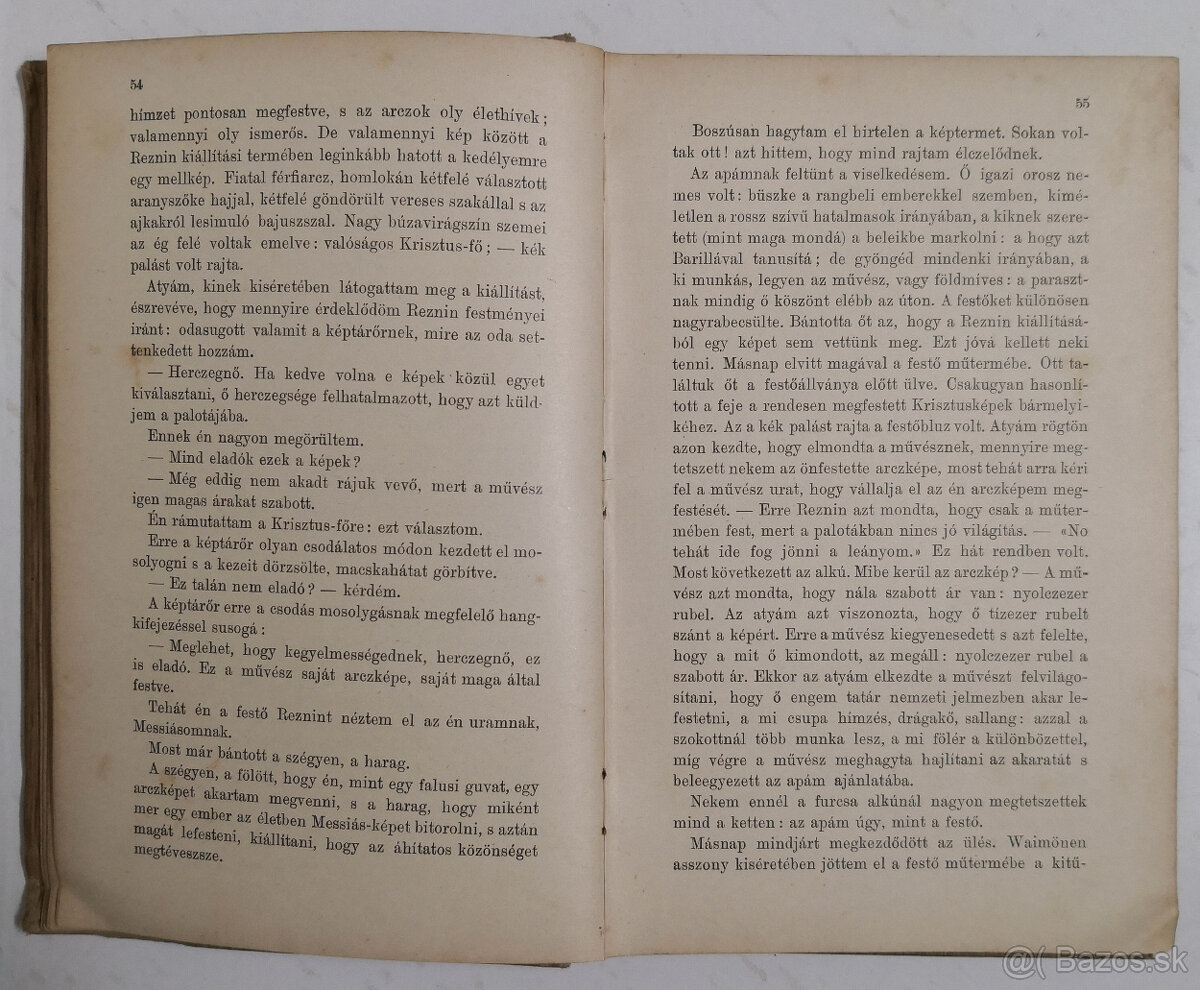 54
hímzet pontosan megfestve, s az arczok oly élethívek;
valamennyi oly ismerős. De valamennyi kép között a
Reznin kiállítási termében leginkább hatott a kedélyemre
egy mellkép. Fiatal férfiarcz, homlokán kétfelé választott
aranyszőke hajjal, kétfelé göndörült vereses szakállal s az
ajkakról lesimuló bajuszszal. Nagy búzavirágszín szemei
az ég felé voltak emelve: valóságos Krisztus-fő; — kék
palást volt rajta.
Atyám, kinek kiséretében látogattam meg a kiállítást,
észrevéve, hogy mennyire érdeklődöm Reznin festményei
iránt: odasugott valamit a képtárőrnek, mire az oda set-
tenkedett hozzám.
— Herczegnő. Ha kedve volna e képek közül egyet
kiválasztani, ő herczegsége felhatalmazott, hogy azt küld-
jem a palotájába.
Ennek én nagyon megörültem.
— Mind eladók ezek a képek?
— Még eddig nem akadt rájuk vevő, mert a művész
igen magas árakat szabott.
Én rámutattam a Krisztus-főre: ezt választom.
Erre a képtárőr olyan csodálatos módon kezdett el mo-
solyogni s a kezeit dörzsölte, macskahátat görbítve.
— Ez talán nem eladó? — kérdém.
A képtárőr erre a csodás mosolygásnak megfelelő hang-
kifejezéssel susogá:
— Meglehet, hogy kegyelmességednek, herczegnő, ez
is eladó. Ez a művész saját arczképe, saját maga által
festve.
Tehát én a festő Reznint néztem el az én uramnak,
Messiásomnak.
Most már bántott a szégyen, a harag.
A szégyen, a fölött, hogy én, mint egy falusi guvat, egy
arczképet akartam megvenni, s a harag, hogy miként
mer egy ember az életben Messiás-képet bitorolni, s aztán
magát lefesteni, kiállítani, hogy az áhítatos közönséget
megtéveszsze.
55
Boszúsan hagytam el hirtelen a képtermet. Sokan vol-
tak ott! azt hittem, hogy mind rajtam élczelődnek.
Az apámnak feltünt a viselkedésem. Ő igazi orosz ne-
mes volt: büszke a rangbeli emberekkel szemben, kímé-
letlen a rossz szívű hatalmasok irányában, a kiknek szere-
tett (mint maga mondá) a beleikbe markolni: a hogy azt
Barillával tanusítá; de gyöngéd mindenki irányában, a
ki munkás, legyen az művész, vagy földmíves: a paraszt-
nak mindig ő köszönt elébb az úton. A festőket különösen
nagyrabecsülte. Bántotta őt az, hogy a Reznin kiállításá-
ból egy képet sem vettünk meg. Ezt jóvá kellett neki
tenni. Másnap elvitt magával a festő műtermébe. Ott ta-
láltuk őt a festőállványa előtt ülve. Csakugyan hasonlí-
tott a feje a rendesen megfestett Krisztusképek bármelyi-
kéhez. Az a kék palást rajta a festőbluz volt. Atyám rögtön
azon kezdte, hogy elmondta a művésznek, mennyire meg-
tetszett nekem az önfestette arczképe, most tehát arra kéri
fel a művész urat, hogy vállalja el az én arczképem meg-
festését. — Erre Reznin azt mondta, hogy csak a műter-
mében fest, mert a palotákban nincs jó világítás. — «No
tehát ide fog jönni a leányom.» Ez hát rendben volt.
Most következett az alkú. Mibe kerül az arczkép? — A mű-
vész azt mondta, hogy nála szabott ár van: nyolczezer
rubel. Az atyám azt viszonozta, hogy ő tízezer rubelt
szánt a képért. Erre a művész kiegyenesedett s azt felelte,
hogy a mit ő kimondott, az megáll: nyolczezer rubel a
szabott ár. Ekkor az atyám elkezdte a művészt felvilágo-
sítani, hogy ő engem tatár nemzeti jelmezben akar le-
festetni, a mi csupa hímzés, drágakő, sallang: azzal a
szokottnál több munka lesz, a mi fölér a különbözettel,
míg végre a művész meghagyta hajlítani az akaratát s
beleegyezett az apám ajánlatába.
Nekem ennél a furcsa alkúnál nagyon megtetszettek
mind a ketten: az apám úgy, mint a festő.
Másnap mindjárt megkezdődött az ülés. Waimönen
asszony kiséretében jöttem el a festő műtermébe a kitű-
@( Bazos.sk